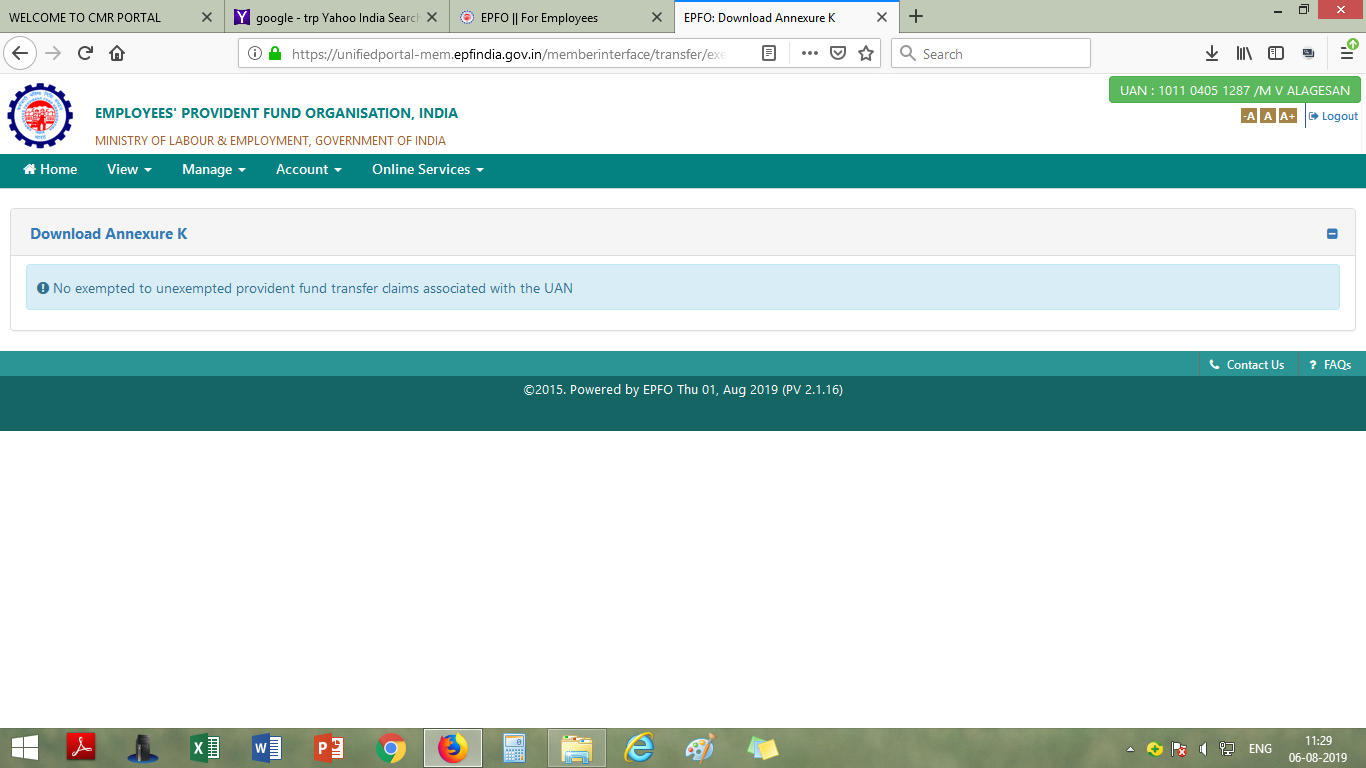 WELCOME TO CMR PORTAL
google - trp Yahoo India Search
EPFO || For Employees
EPFO: Download Annexure K
https://unifiedportal-mem.epfindia.gov.in/memberinterface/transfer/exe
Search
UAN : 1011 0405 1287 /M V ALAGESAN
EMPLOYEES' PROVIDENT FUND ORGANISATION, INDIA
-A A A+ Logout
MINISTRY OF LABOUR & EMPLOYMENT, GOVERNMENT OF INDIA
Home View Manage Account Online Services
Download Annexure K
No exempted to unexempted provident fund transfer claims associated with the UAN
Contact Us ? FAQs
©2015. Powered by EPFO Thu 01, Aug 2019 (PV 2.1.16)
ENG
11:29
06-08-2019